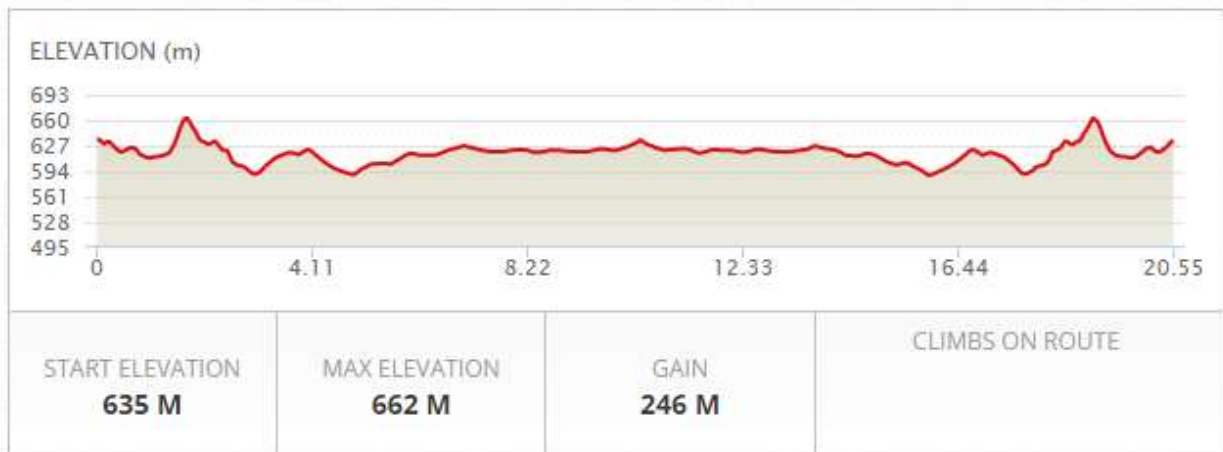 ELEVATION (m)
693
660
627
594
561
528
495
0 4.11 8.22 12.33 16.44 20.55
START ELEVATION
635 M
MAX ELEVATION
662 M
GAIN
246 M
CLIMBS ON ROUTE